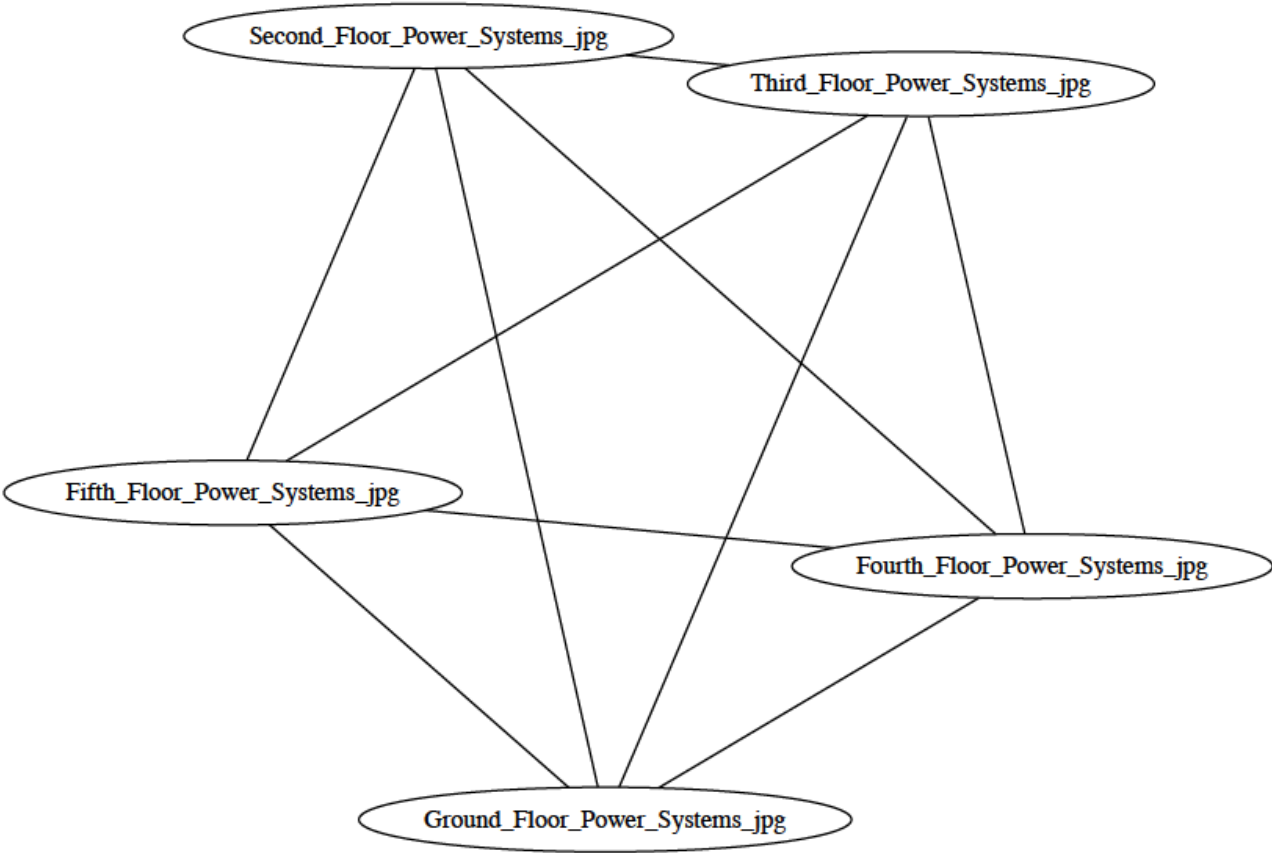 Second_Floor_Power_Systems_jpg
Third_Floor_Power_Systems_jpg
Fifth_Floor_Power_Systems_jpg
Fourth_Floor_Power_Systems_jpg
Ground_Floor_Power_Systems_jpg